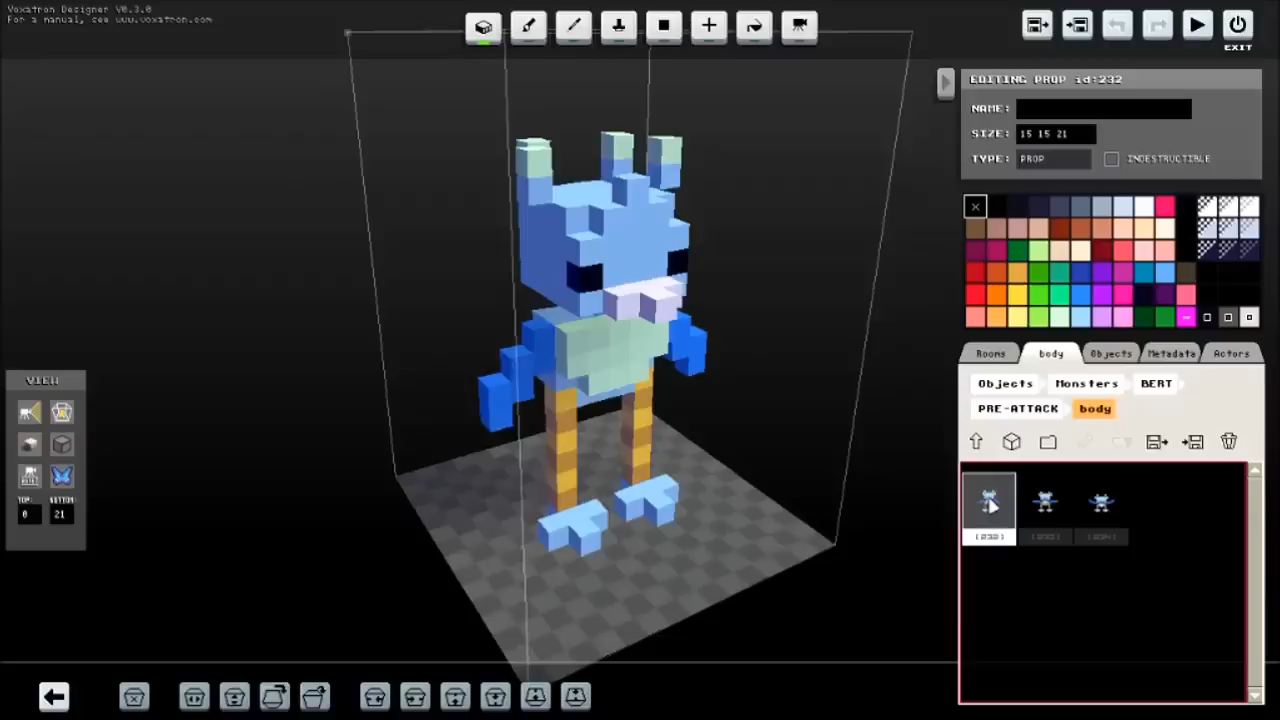 Voxatron Designer V0.3.0
For a manual, see www.voxatron.com
EXIT
EDITING PROP id:232
NAME:
SIZE: 15 15 21
TYPE: PROP
INDESTRUCTIBLE
VIEW
TOP: BOTTOM:
0 21
Rooms body Objects Metadata Actors
Objects Monsters BERT
PRE-ATTACK body
[232]